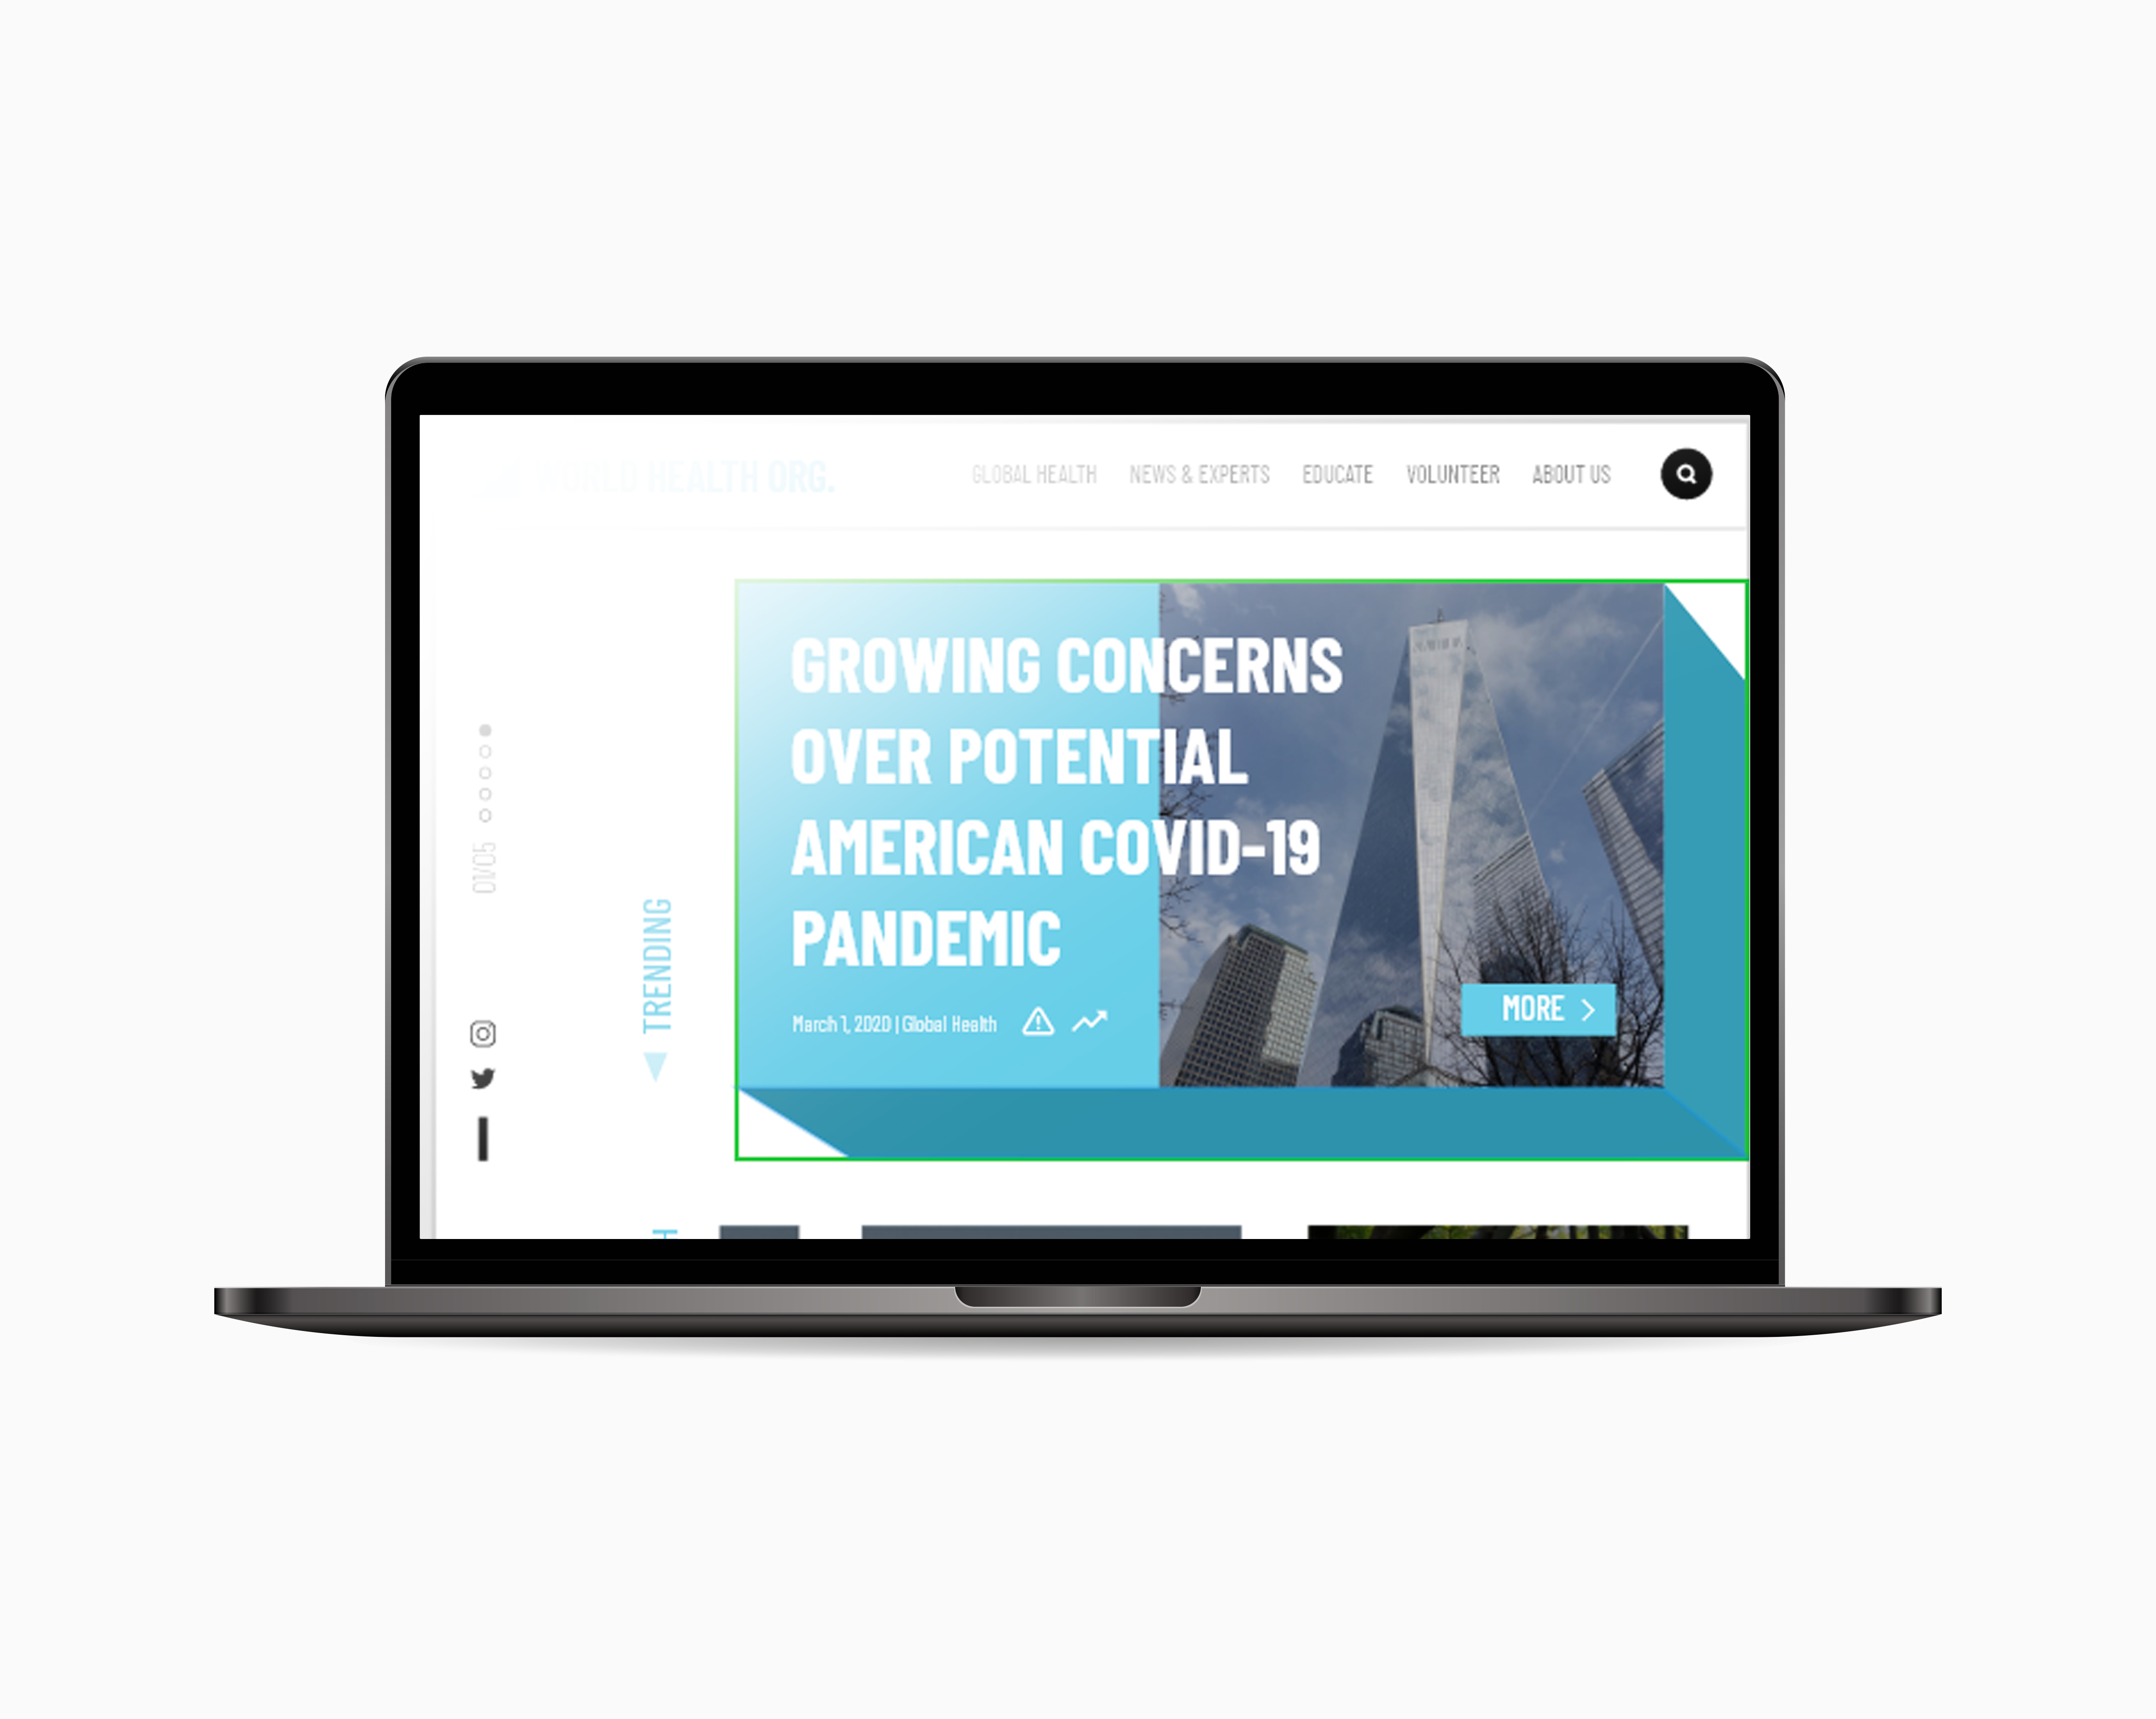 WORLD HEALTH ORG.
GLOBAL HEALTH NEWS & EXPERTS EDUCATE VOLUNTEER ABOUT US
GROWING CONCERNS
OVER POTENTIAL
AMERICAN COVID-19
PANDEMIC
March 1, 2020 | Global Health
MORE
01/05
TRENDING
H